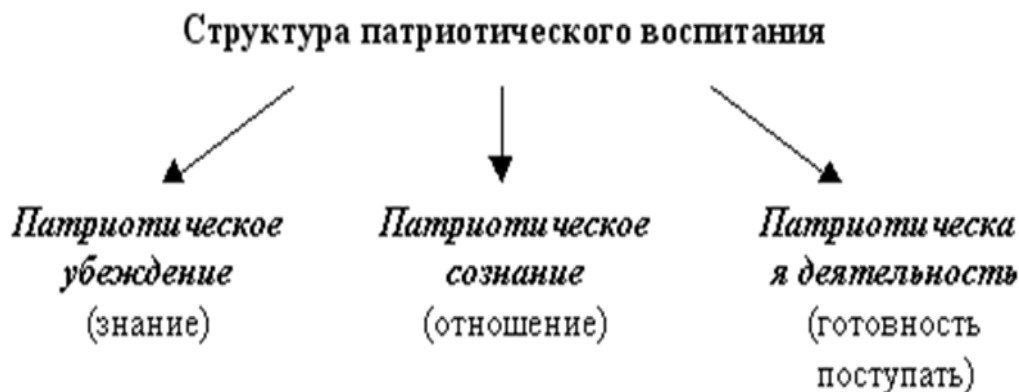 Структура патриотического воспитания
Патриотическое
убеждение
(знание)
Патриотическое
сознание
(отношение)
Патриотическа
я деятельность
(готовность
поступать)